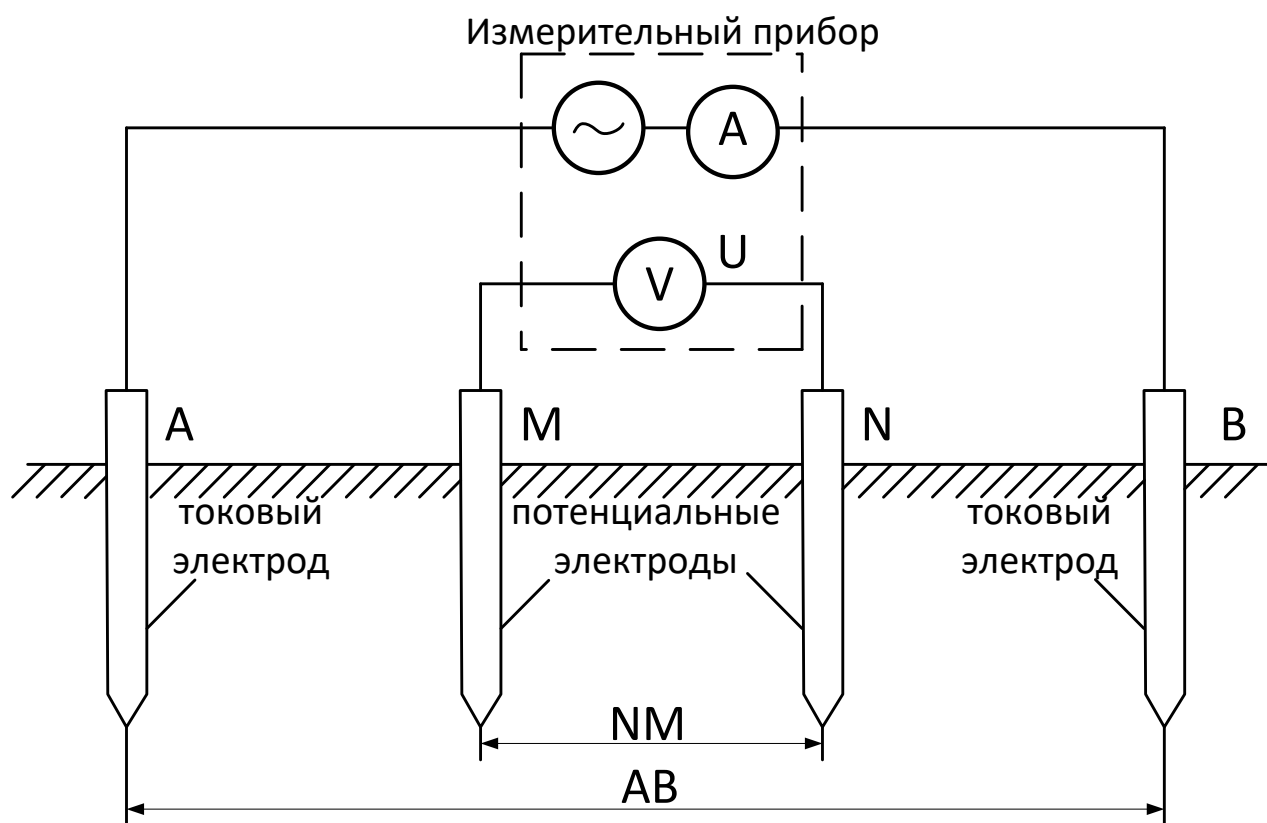 Измерительный прибор
A
V
U
A
M
N
B
токовый
электрод
потенциальные
электроды
токовый
электрод
NM
AB